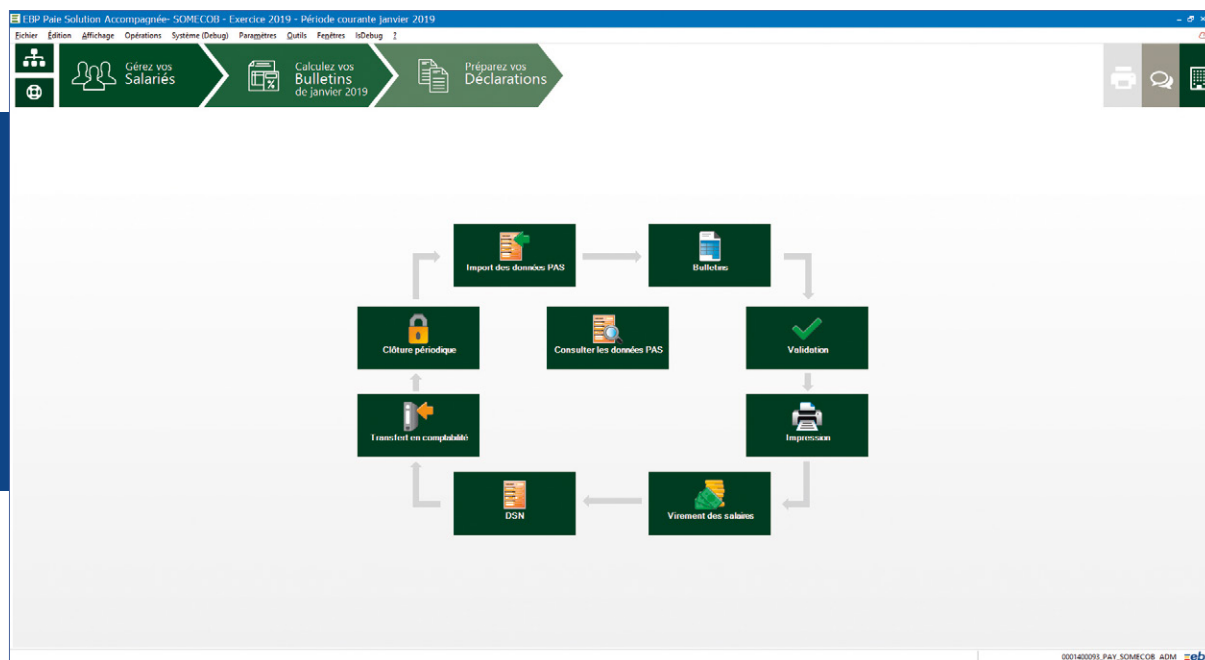 EBP Paie Solution Accompagnée- SOMECOB - Exercice 2019 - Période courante janvier 2019
Fichier Édition Affichage Opérations Système (Debug) Paramètres Outils Fenêtres IsDebug ?
Gérez vos
Salariés
Calculez vos
Bulletins
de janvier 2019
Préparez vos
Déclarations
Import des données PAS
Bulletins
Clôture périodique
Consulter les données PAS
Validation
Transfert en comptabilité
Impression
DSN
Virement des salaires
0001400093_PAY_SOMECOB ADM eb